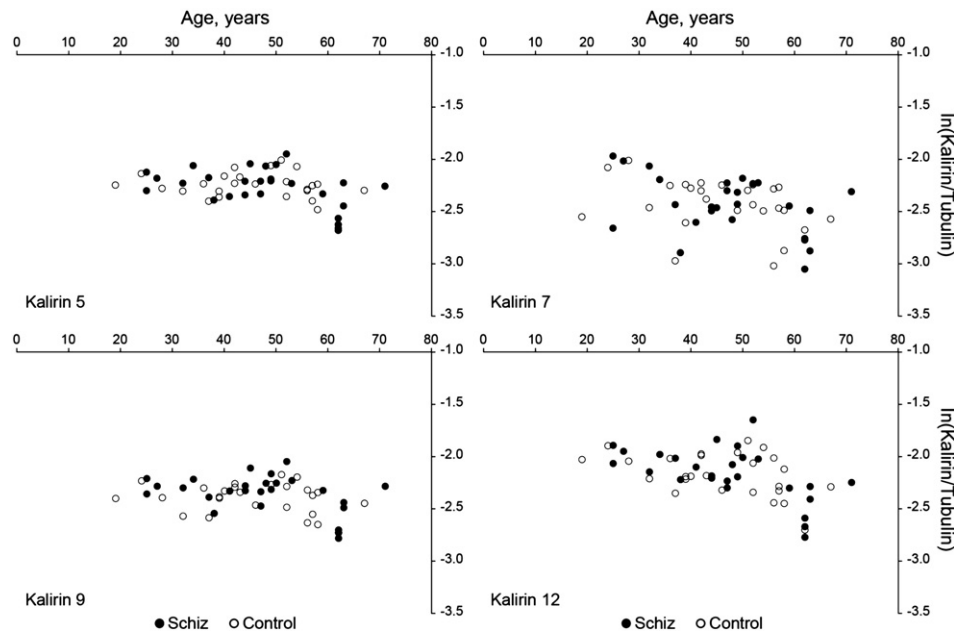 Age, years Age, years
0 10 20 30 40 50 60 70 80 0 10 20 30 40 50 60 70 80
-1.0 -1.0
-1.5 -1.5
-2.0 -2.0
-2.5 -2.5
-3.0 -3.0
-3.5 -3.5
ln(Kalirin/Tubulin)
Kalirin 5 Kalirin 7
0 10 20 30 40 50 60 70 80 0 10 20 30 40 50 60 70 80
-1.0 -1.0
-1.5 -1.5
-2.0 -2.0
-2.5 -2.5
-3.0 -3.0
-3.5 -3.5
ln(Kalirin/Tubulin)
Kalirin 9 Kalirin 12
Schiz Control Schiz Control